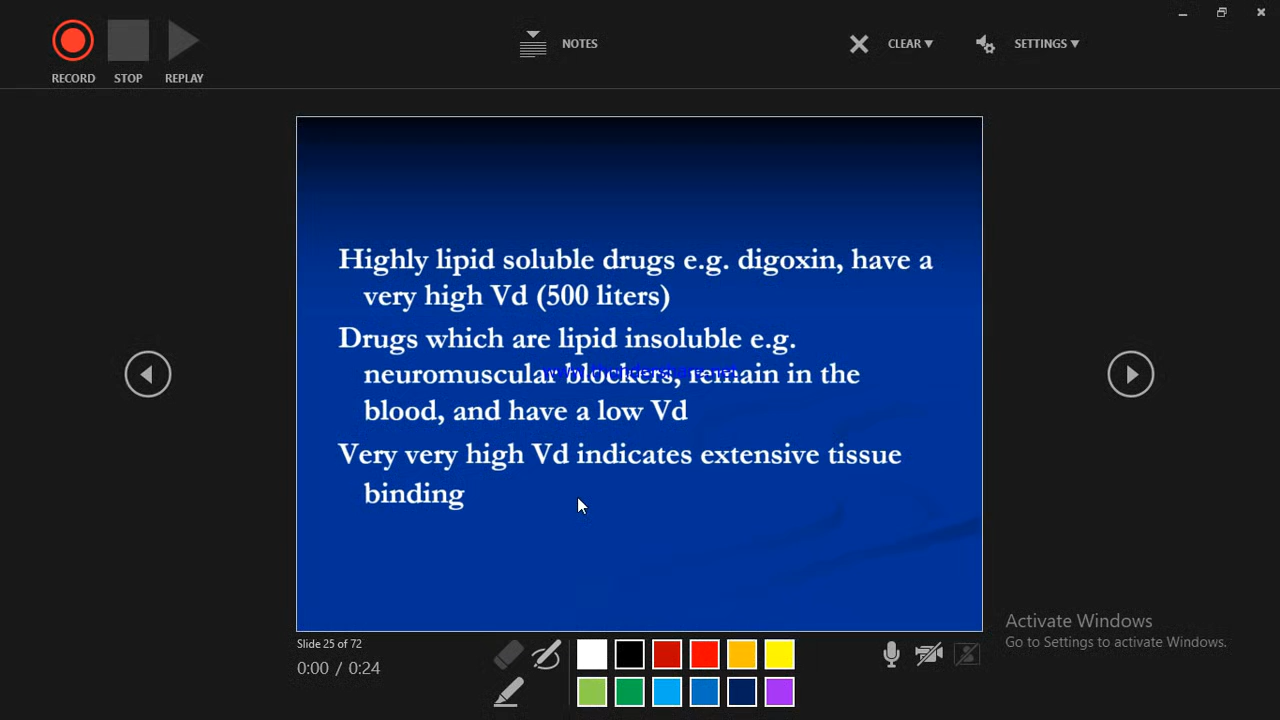 RECORD
STOP
REPLAY
NOTES
CLEAR
SETTINGS
Highly lipid soluble drugs e.g. digoxin, have a
very high Vd (500 liters)
Drugs which are lipid insoluble e.g.
neuromuscular blockers, remain in the
blood, and have a low Vd
Very very high Vd indicates extensive tissue
binding
Slide 25 of 72
0:00 / 0:24
Activate Windows
Go to Settings to activate Windows.